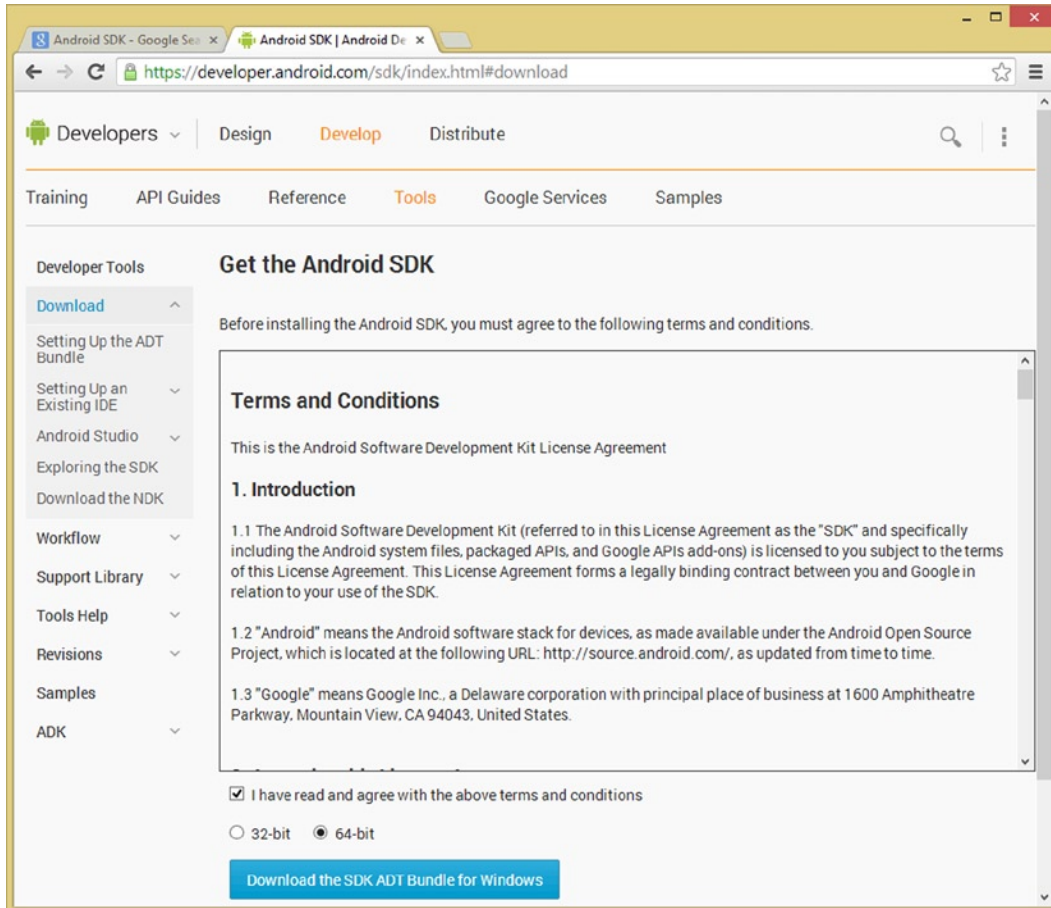 Android SDK - Google Sea
Android SDK | Android De
https://developer.android.com/sdk/index.html#download
Developers
Design
Develop
Distribute
Training
API Guides
Reference
Tools
Google Services
Samples
Developer Tools
Download
Setting Up the ADT
Bundle
Setting Up an
Existing IDE
Android Studio
Exploring the SDK
Download the NDK
Workflow
Support Library
Tools Help
Revisions
Samples
ADK
Get the Android SDK
Before installing the Android SDK, you must agree to the following terms and conditions.
Terms and Conditions
This is the Android Software Development Kit License Agreement
1. Introduction
1.1 The Android Software Development Kit (referred to in this License Agreement as the "SDK" and specifically
including the Android system files, packaged APIs, and Google APIs add-ons) is licensed to you subject to the terms
of this License Agreement. This License Agreement forms a legally binding contract between you and Google in
relation to your use of the SDK.
1.2 "Android" means the Android software stack for devices, as made available under the Android Open Source
Project, which is located at the following URL: http://source.android.com/, as updated from time to time.
1.3 "Google" means Google Inc., a Delaware corporation with principal place of business at 1600 Amphitheatre
Parkway, Mountain View, CA 94043, United States.
I have read and agree with the above terms and conditions
32-bit
64-bit
Download the SDK ADT Bundle for Windows